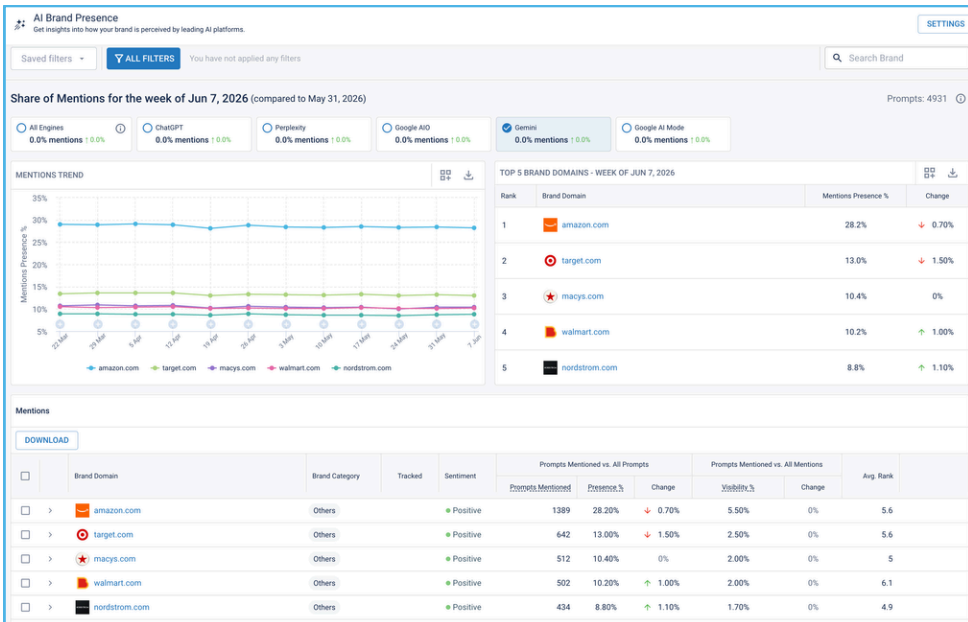 AI Brand Presence
Get insights into how your brand is perceived by leading AI platforms.
SETTINGS
Saved filters
ALL FILTERS
You have not applied any filters
Search Brand
Share of Mentions for the week of Jun 7, 2026 (compared to May 31, 2026)
Prompts: 4931
All Engines
0.0% mentions ↑ 0.0%
ChatGPT
0.0% mentions ↑ 0.0%
Perplexity
0.0% mentions ↑ 0.0%
Google AIO
0.0% mentions ↑ 0.0%
Gemini
0.0% mentions ↑ 0.0%
Google AI Mode
0.0% mentions ↑ 0.0%
MENTIONS TREND
Mentions Presence %
35%
30%
25%
20%
15%
10%
5%
22 Mar
29 Mar
5 Apr
12 Apr
19 Apr
26 Apr
3 May
10 May
17 May
24 May
31 May
7 Jun
amazon.com target.com macys.com walmart.com nordstrom.com
TOP 5 BRAND DOMAINS - WEEK OF JUN 7, 2026
Rank Brand Domain Mentions Presence % Change
1 amazon.com 28.2% ↓ 0.70%
2 target.com 13.0% ↓ 1.50%
3 macys.com 10.4% 0%
4 walmart.com 10.2% ↑ 1.00%
5 nordstrom.com 8.8% ↑ 1.10%
Mentions
DOWNLOAD
Prompts Mentioned vs. All Prompts Prompts Mentioned vs. All Mentions
Brand Domain Brand Category Tracked Sentiment Avg. Rank
Prompts Mentioned Presence % Change Visibility % Change
amazon.com Others Positive 1389 28.20% ↓ 0.70% 5.50% 0% 5.6
target.com Others Positive 642 13.00% ↓ 1.50% 2.50% 0% 5.6
macys.com Others Positive 512 10.40% 0% 2.00% 0% 5
walmart.com Others Positive 502 10.20% ↑ 1.00% 2.00% 0% 6.1
nordstrom.com Others Positive 434 8.80% ↑ 1.10% 1.70% 0% 4.9